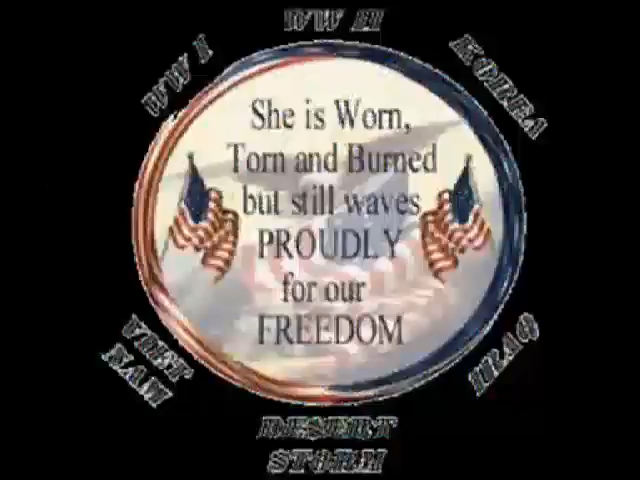 WW I
WW II
KOREA
She is Worn,
Torn and Burned
but still waves
PROUDLY
for our
FREEDOM
VIET
NAM
IRAQ
DESERT
STORM